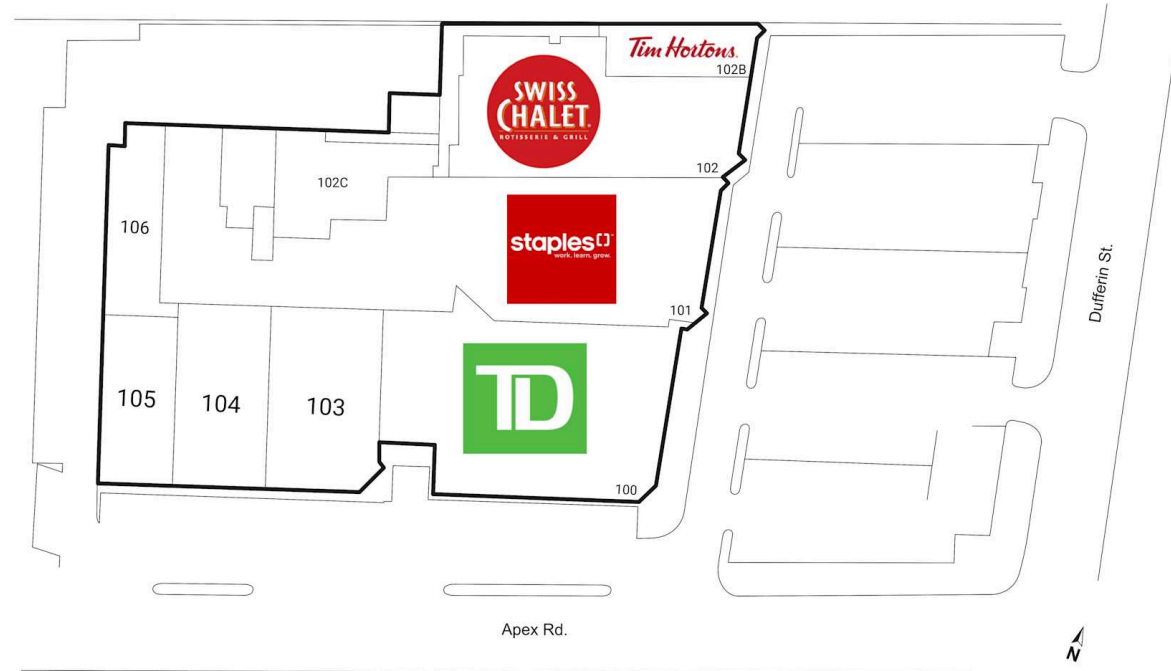 Tim Hortons.
102B
SWISS
CHALET
ROTISSERIE & GRILL
102
102C
106
staples
work. learn. grow.
101
Dufferin St.
105
104
103
TD
100
Apex Rd.
N